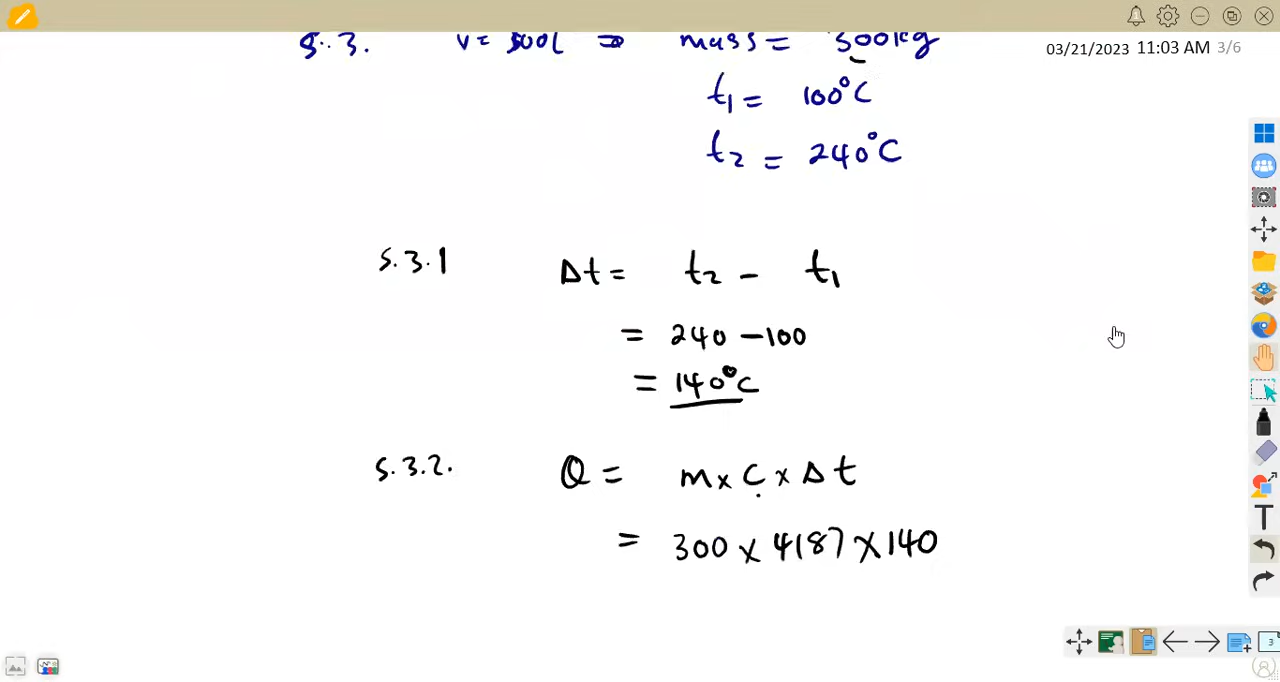 5.3. V= 300L ⇒ mass = 300kg
03/21/2023 11:03 AM 3/6
t₁ = 100°C
t₂ = 240°C
5.3.1 Δt = t₂ - t₁
= 240 - 100
= 140°C
5.3.2. Q = m x C x Δt
= 300 x 4187 x 140
T
3